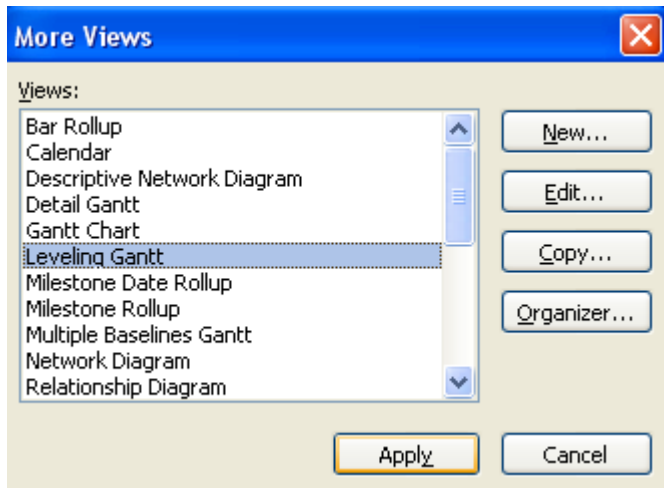 More Views
Views:
Bar Rollup
Calendar
Descriptive Network Diagram
Detail Gantt
Gantt Chart
Leveling Gantt
Milestone Date Rollup
Milestone Rollup
Multiple Baselines Gantt
Network Diagram
Relationship Diagram
New...
Edit...
Copy...
Organizer...
Apply
Cancel